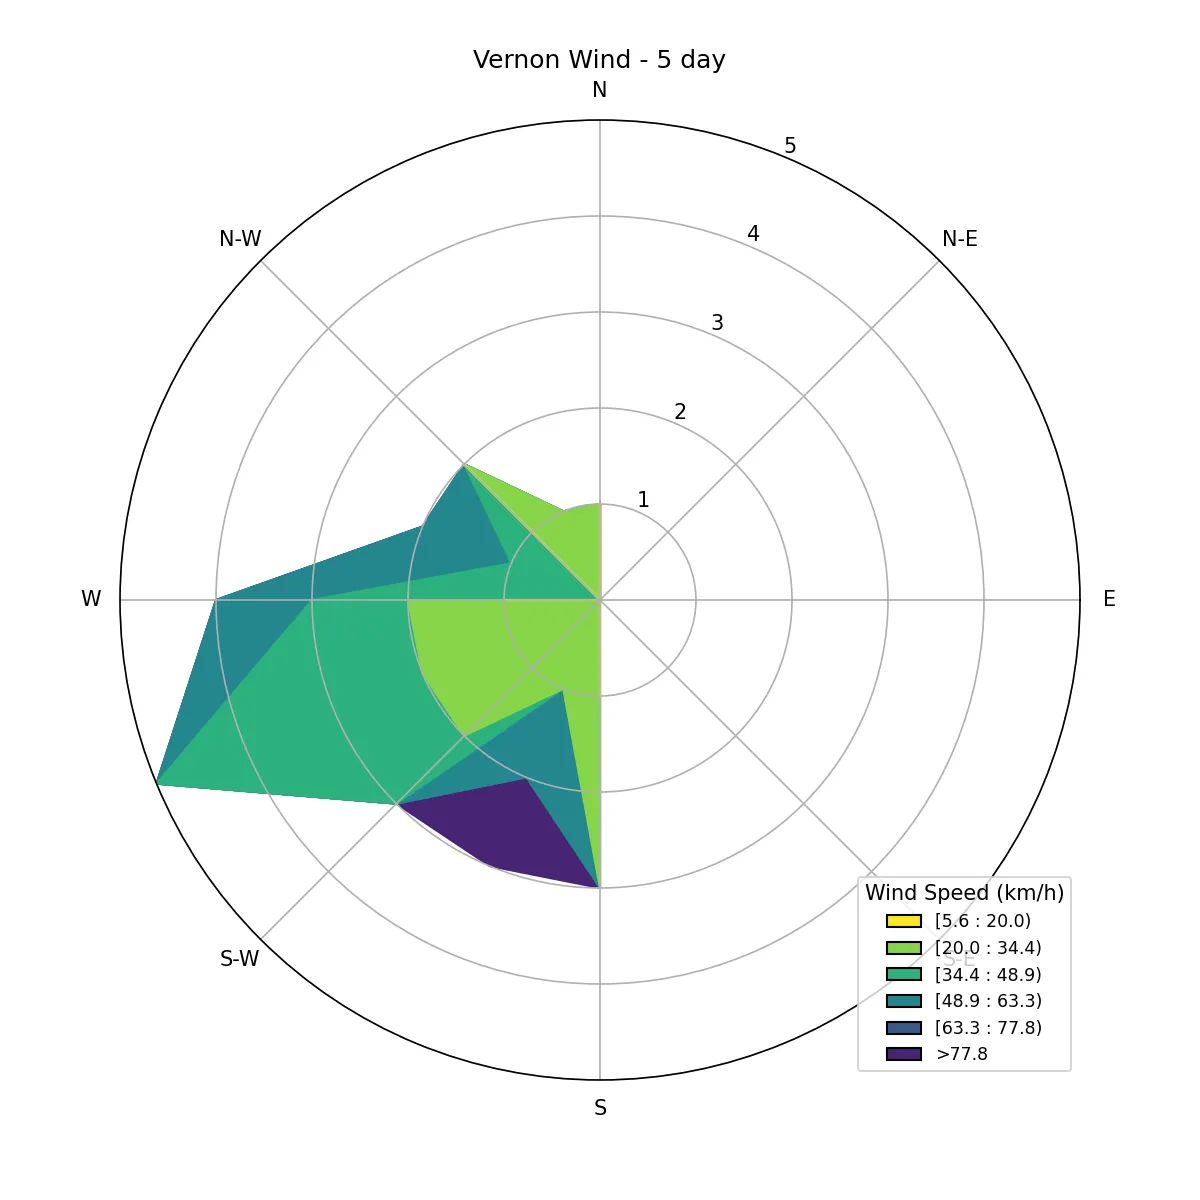 Vernon Wind - 5 day
N
5
N-W
4
N-E
3
2
1
W
E
Wind Speed (km/h)
[5.6 : 20.0)
[20.0 : 34.4)
S-W
S-E
[34.4 : 48.9)
[48.9 : 63.3)
[63.3 : 77.8)
>77.8
S